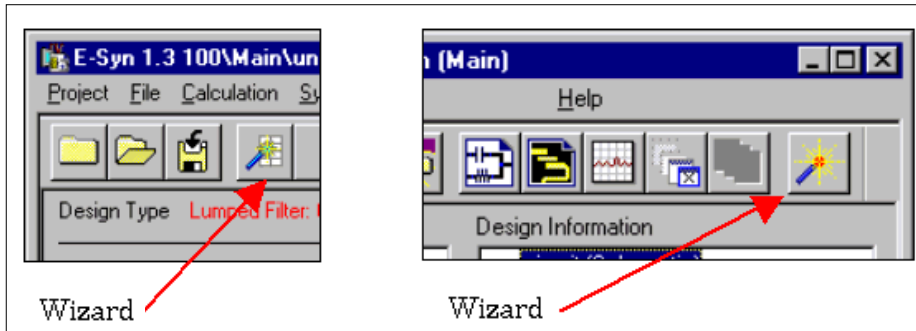 E-Syn 1.3 100\Main\un
Project File Calculation Sy
Design Type Lumped Filter:
Wizard
(Main)
Help
Design Information
Wizard